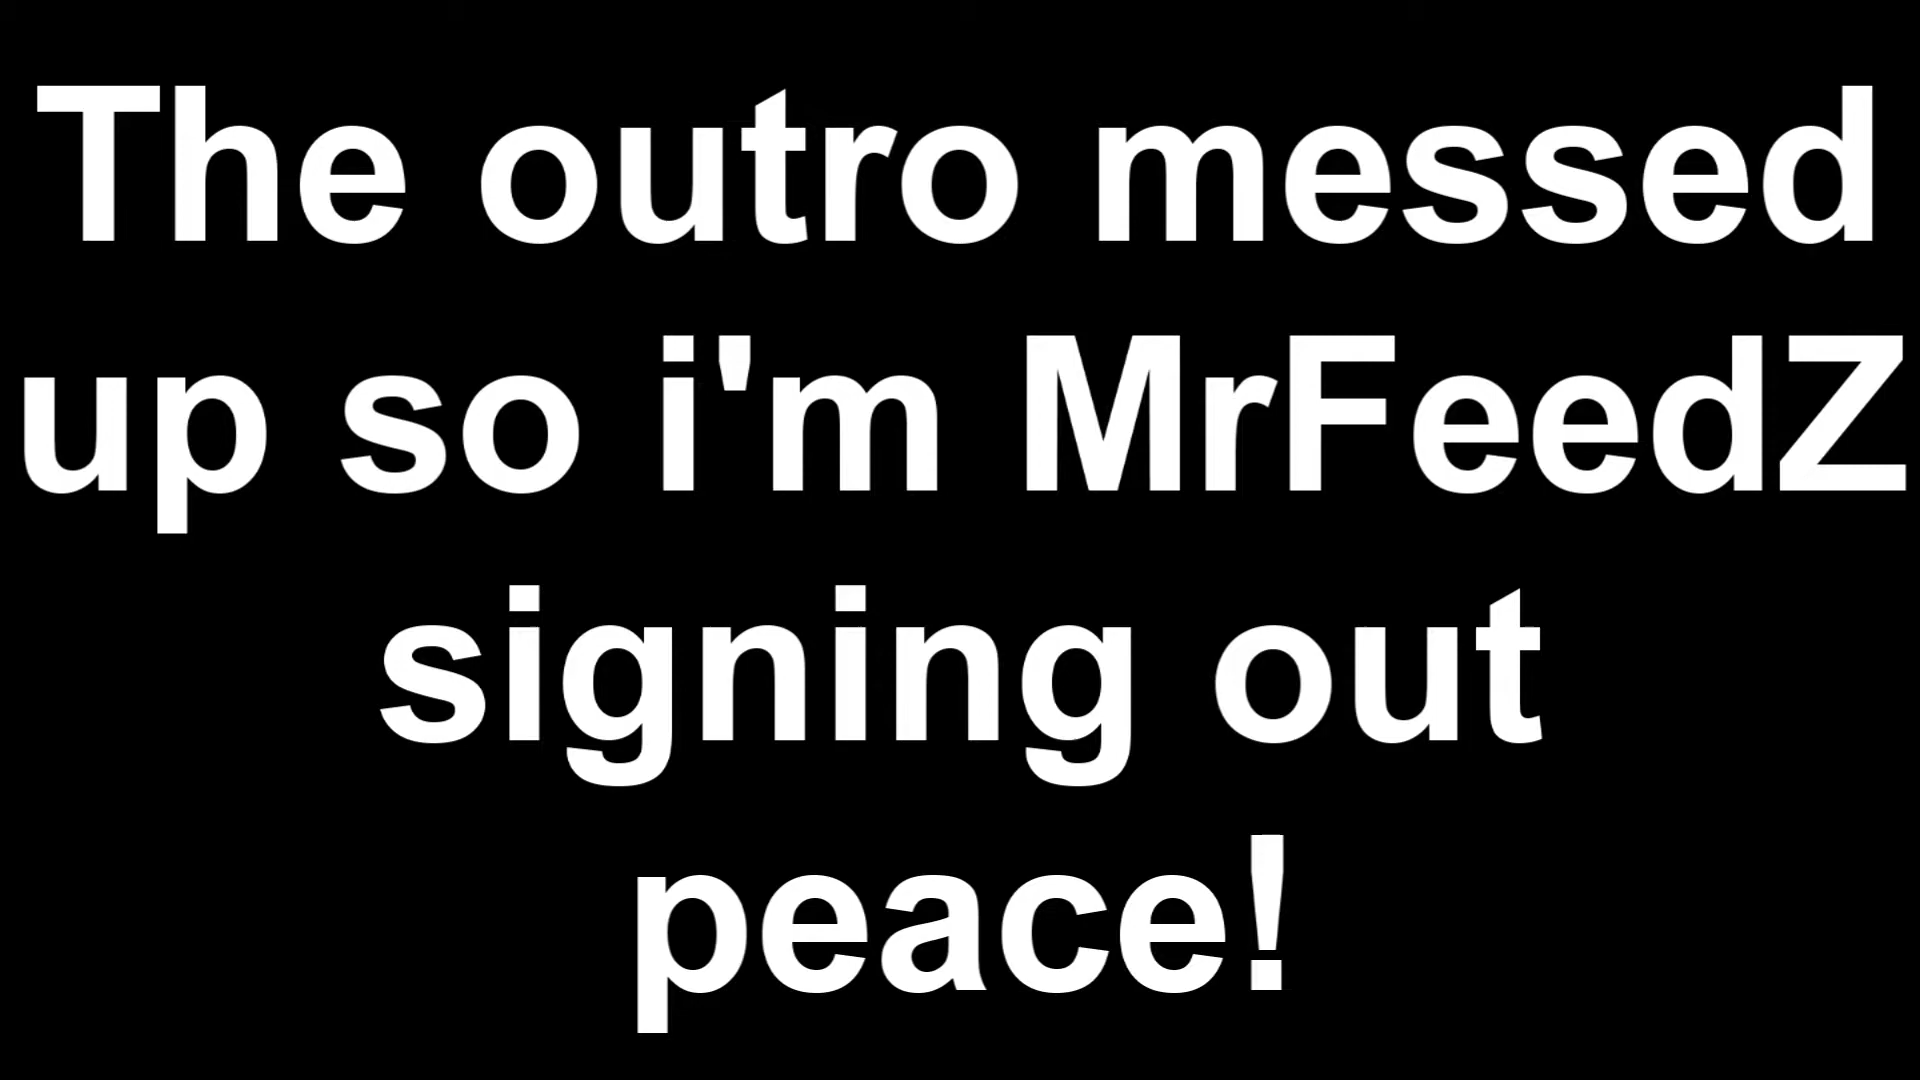 The outro messed
up so i'm MrFeedZ
signing out
peace!